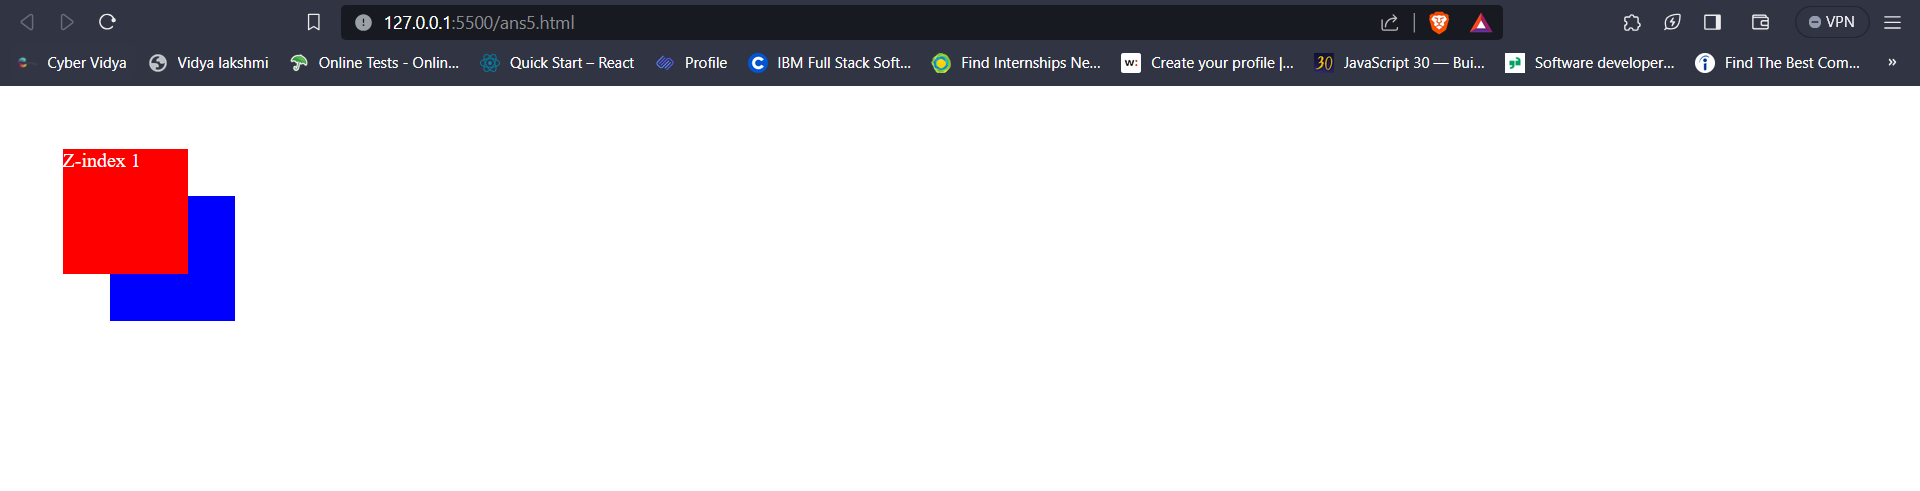 127.0.0.1:5500/ans5.html
VPN
Cyber Vidya Vidya lakshmi Online Tests - Onlin... Quick Start – React Profile IBM Full Stack Soft... Find Internships Ne... w: Create your profile |... 30 JavaScript 30 — Bui... Software developer... Find The Best Com... »
Z-index 1